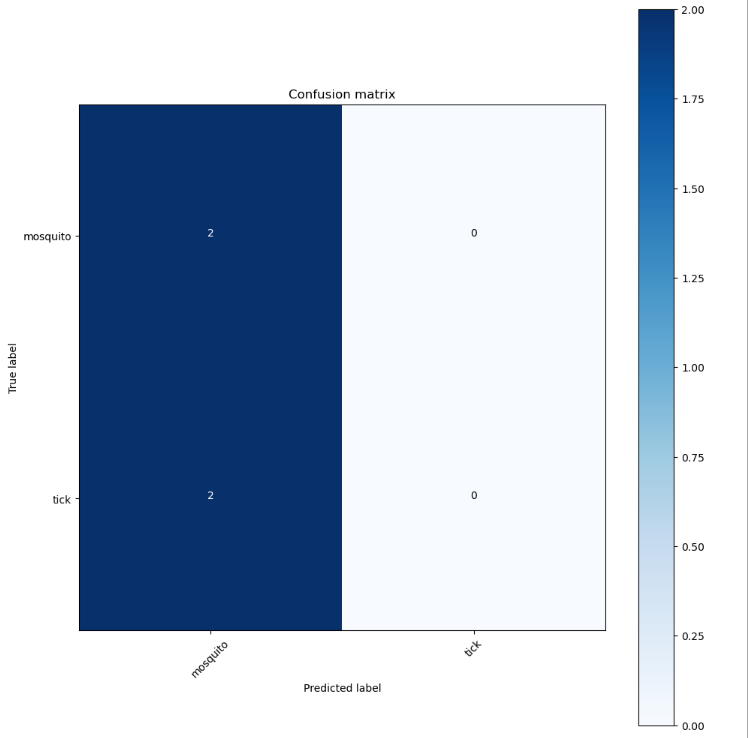 Confusion matrix
True label
mosquito
2
0
tick
2
0
mosquito
tick
Predicted label
2.00
1.75
1.50
1.25
1.00
0.75
0.50
0.25
0.00